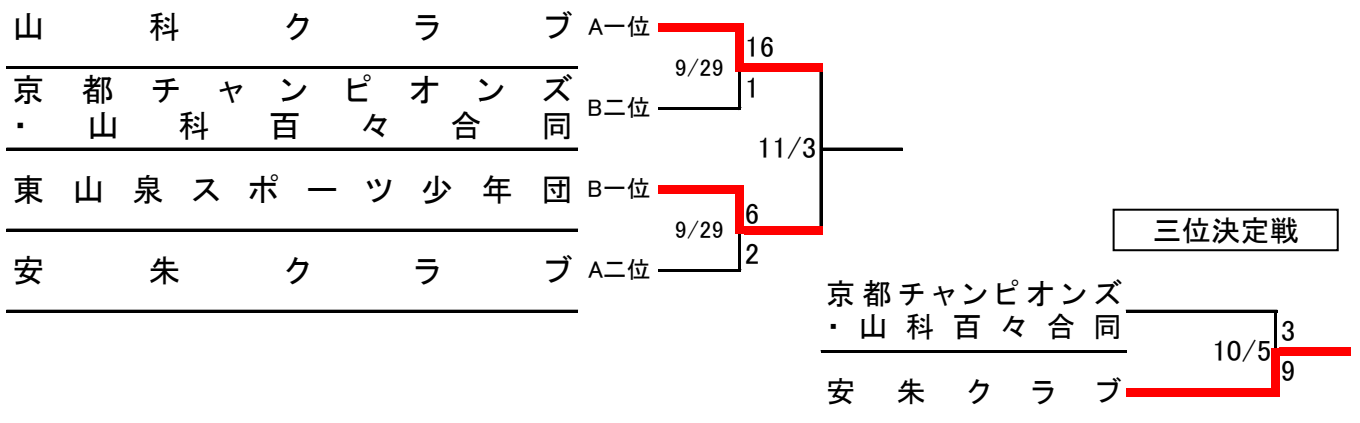 山科クラブ A一位
16
9/29
1
京都チャンピオンズ
・山科百々合同 B二位
11/3
東山泉スポーツ少年団 B一位
6
9/29
2
安朱クラブ A二位
三位決定戦
京都チャンピオンズ
・山科百々合同
3
10/5
9
安朱クラブ